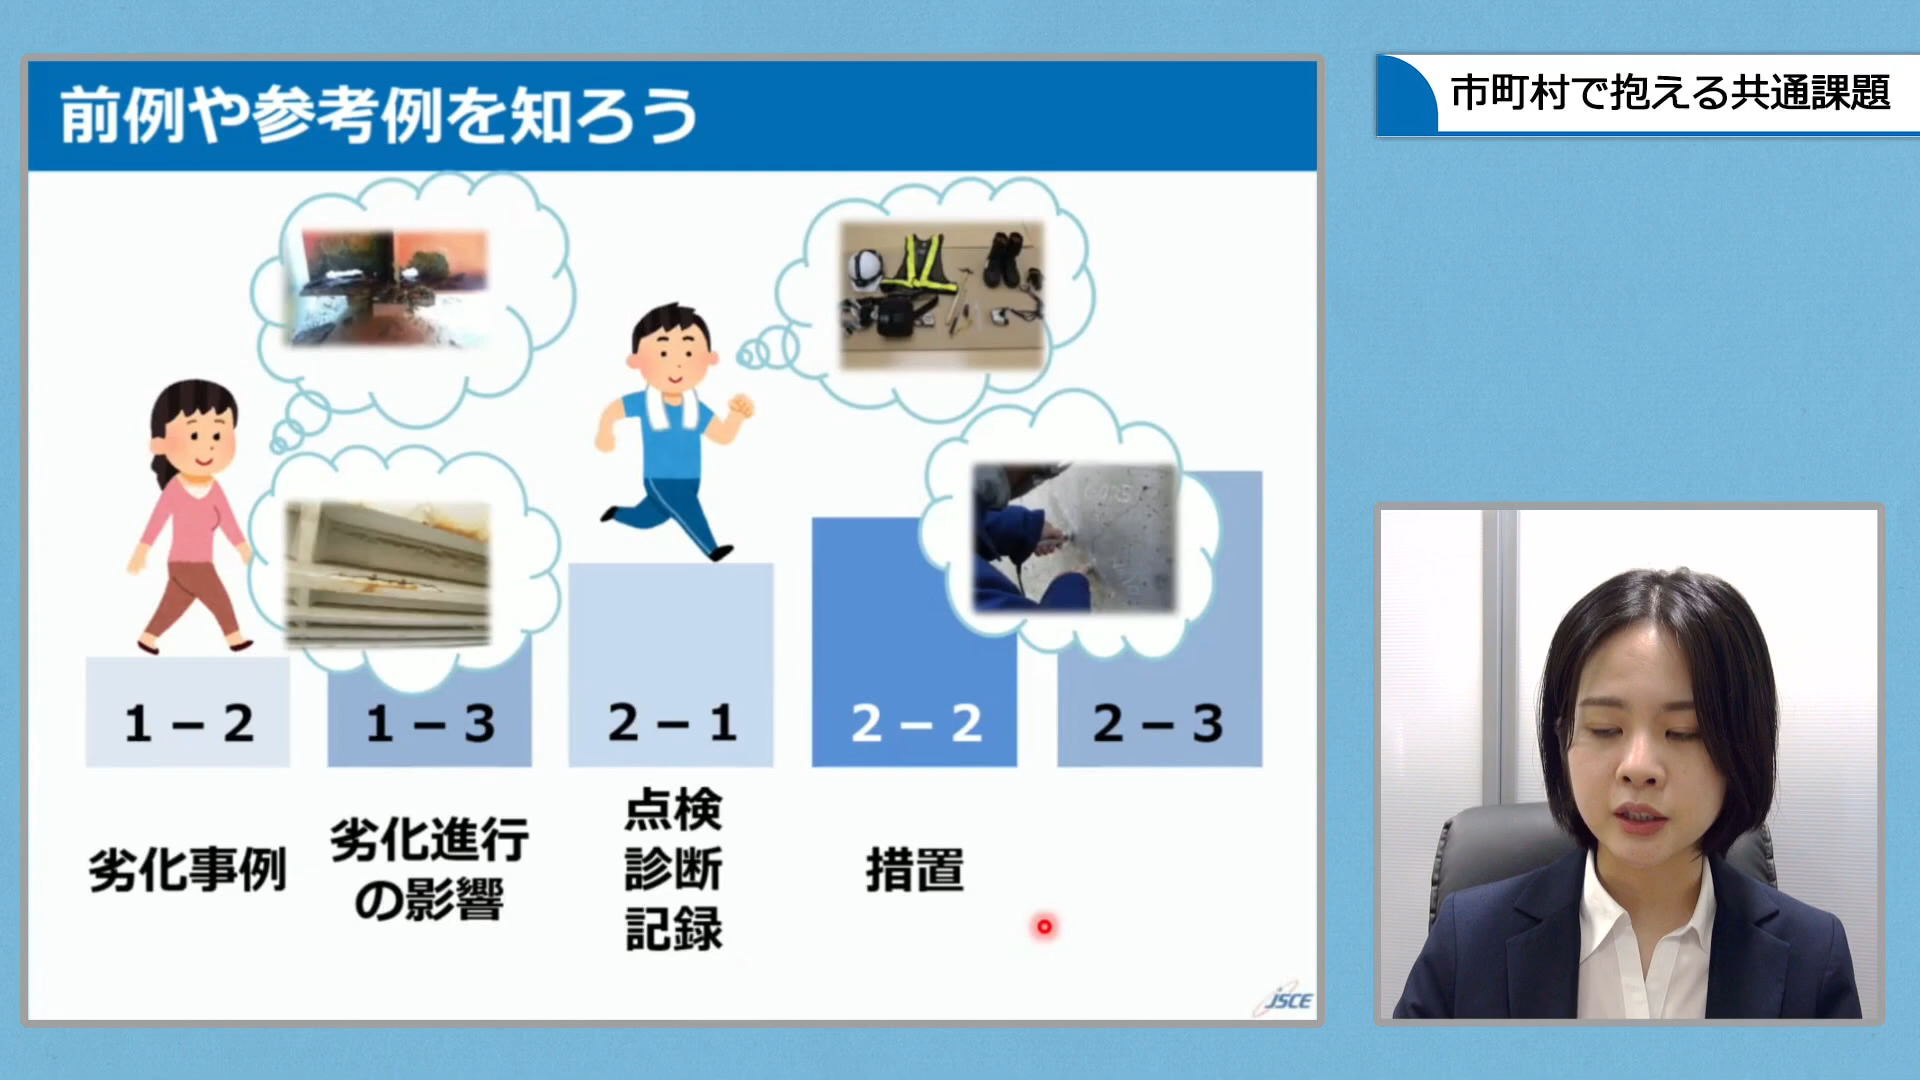 前例や参考例を知ろう
市町村で抱える共通課題
1－2
1－3
2－1
2－2
2－3
劣化事例
劣化進行
の影響
点検
診断
記録
措置
JSCE